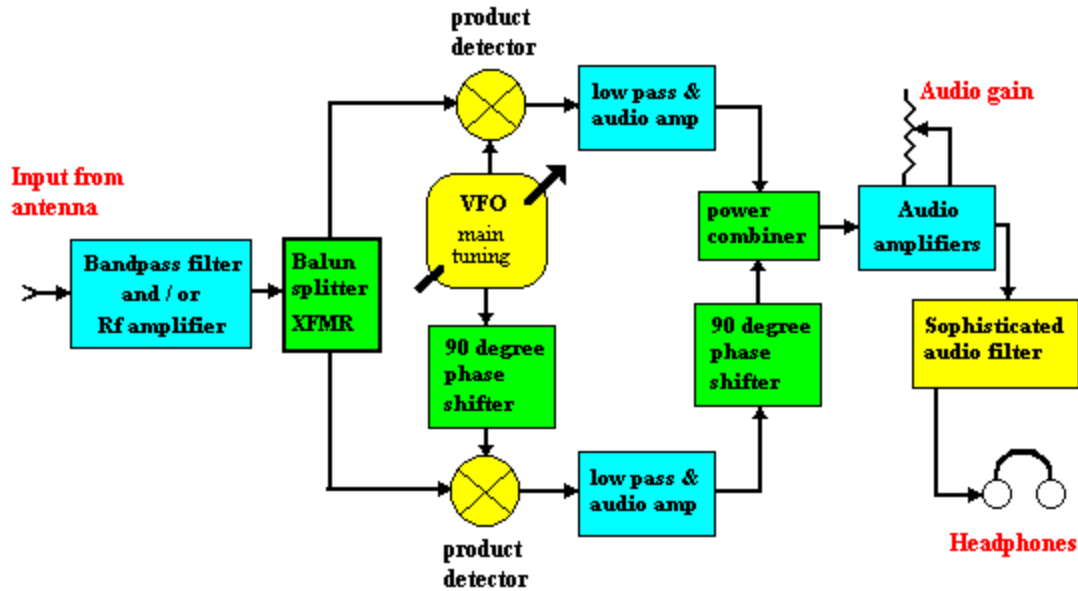 product
detector
low pass &
audio amp
Audio gain
Input from
antenna
VFO
main
tuning
power
combiner
Audio
amplifiers
Bandpass filter
and / or
Rf amplifier
Balun
splitter
XFMR
90 degree
phase
shifter
90 degree
phase
shifter
Sophisticated
audio filter
low pass &
audio amp
product
detector
Headphones